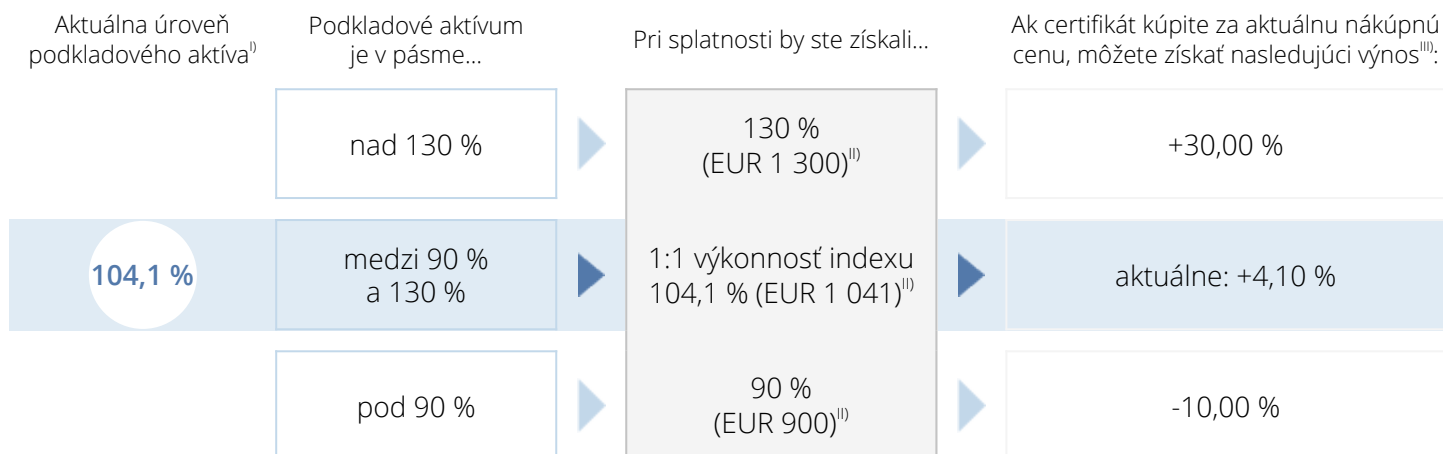 Aktuálna úroveň
podkladového aktíva I)
Podkladové aktívum
je v pásme...
Pri splatnosti by ste získali...
Ak certifikát kúpite za aktuálnu nákúpnú
cenu, môžete získať nasledujúci výnos III):
nad 130 %
130 %
(EUR 1 300) II)
+30,00 %
104,1 %
medzi 90 %
a 130 %
1:1 výkonnosť indexu
104,1 % (EUR 1 041) II)
aktuálne: +4,10 %
pod 90 %
90 %
(EUR 900) II)
-10,00 %